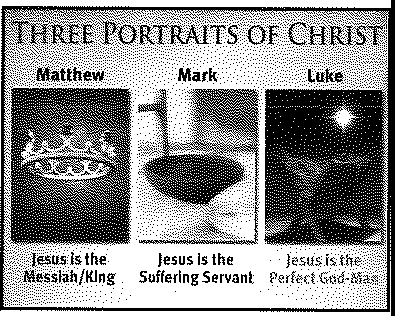 THREE PORTRAITS OF CHRIST
Matthew Mark Luke
Jesus is the Jesus is the Jesus is the
Messiah/King Suffering Servant Perfect God-Man